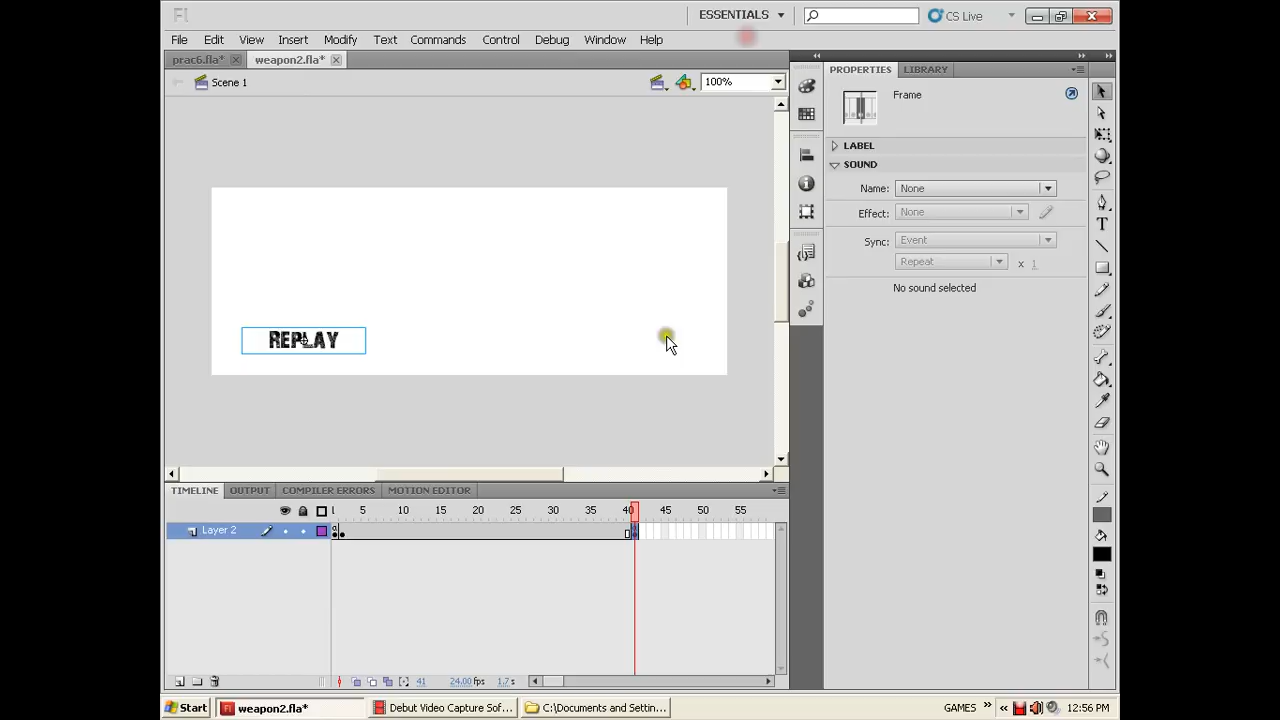 Fl
ESSENTIALS
CS Live
File Edit View Insert Modify Text Commands Control Debug Window Help
prac6.fla*
weapon2.fla*
Scene 1
100%
PROPERTIES
LIBRARY
Frame
LABEL
SOUND
Name: None
Effect: None
Sync: Event
Repeat
x 1
No sound selected
REPLAY
TIMELINE OUTPUT COMPILER ERRORS MOTION EDITOR
5 10 15 20 25 30 35 40 45 50 55
Layer 2
41 24.00 fps 1.7 s
Start
weapon2.fla*
Debut Video Capture Sof...
C:\Documents and Settin...
GAMES
12:56 PM